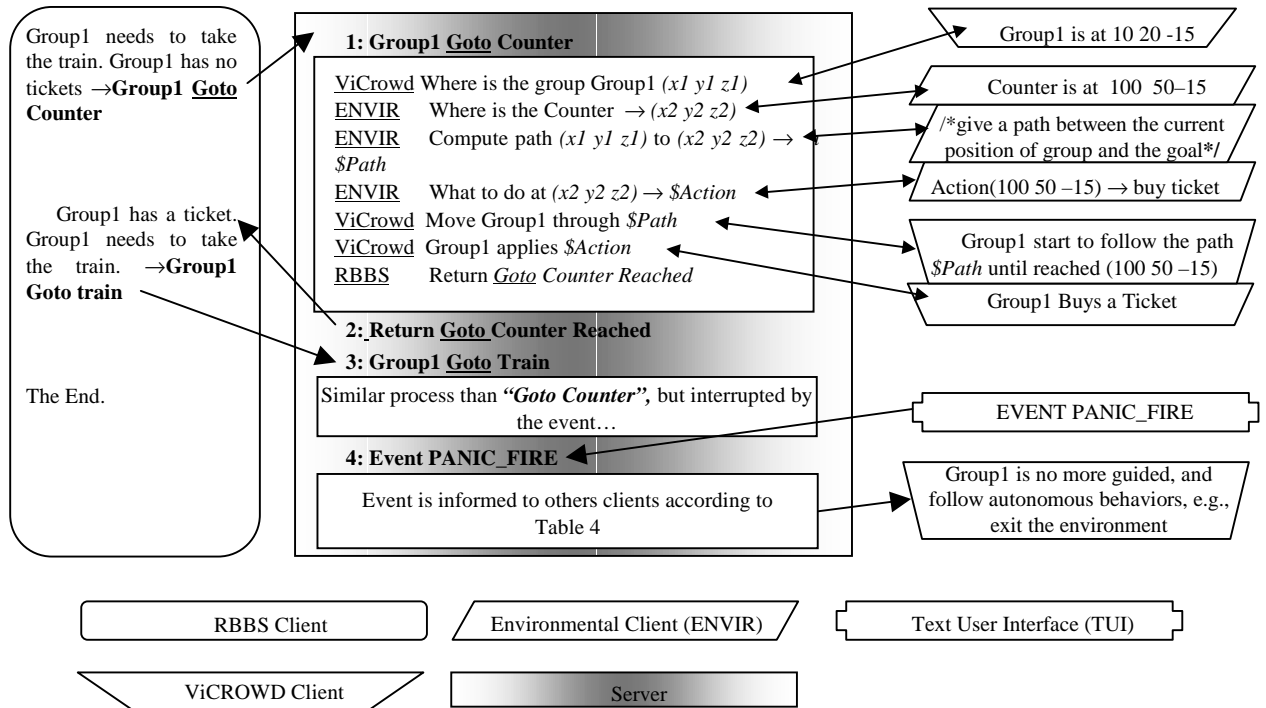 Group1 needs to take
the train. Group1 has no
tickets →Group1 Goto
Counter
Group1 has a ticket.
Group1 needs to take
the train. →Group1
Goto train
The End.
1: Group1 Goto Counter
ViCrowd Where is the group Group1 (x1 y1 z1)
ENVIR Where is the Counter → (x2 y2 z2)
ENVIR Compute path (x1 y1 z1) to (x2 y2 z2) →
$Path
ENVIR What to do at (x2 y2 z2) → $Action
ViCrowd Move Group1 through $Path
ViCrowd Group1 applies $Action
RBBS Return Goto Counter Reached
2: Return Goto Counter Reached
3: Group1 Goto Train
Similar process than “Goto Counter”, but interrupted by
the event…
4: Event PANIC_FIRE
Event is informed to others clients according to
Table 4
Group1 is at 10 20 -15
Counter is at 100 50–15
/*give a path between the current
position of group and the goal*/
Action(100 50 –15) → buy ticket
Group1 start to follow the path
$Path until reached (100 50 –15)
Group1 Buys a Ticket
EVENT PANIC_FIRE
Group1 is no more guided, and
follow autonomous behaviors, e.g.,
exit the environment
RBBS Client
Environmental Client (ENVIR)
Text User Interface (TUI)
ViCROWD Client
Server